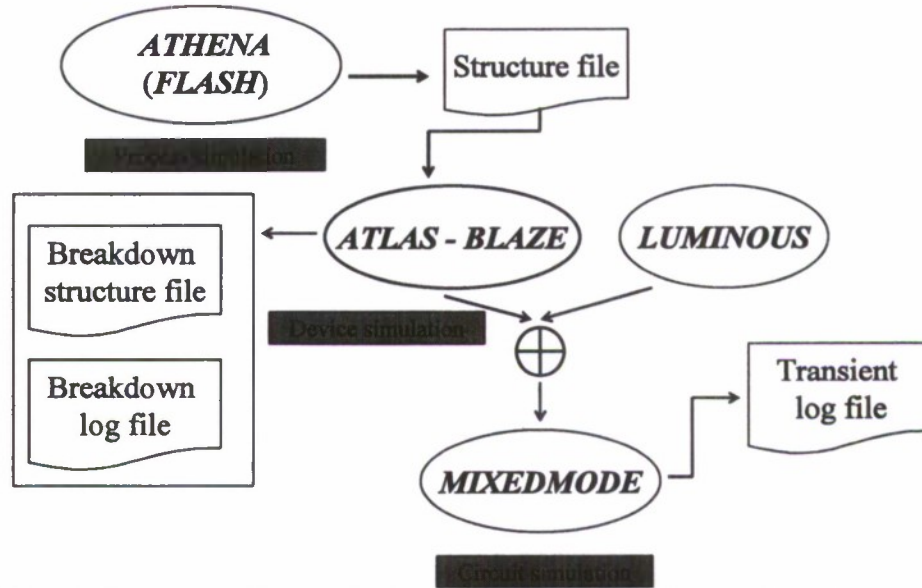 ATHENA
(FLASH)
Structure file
Process simulation
ATLAS - BLAZE
LUMINOUS
Breakdown
structure file
Device simulation
Breakdown
log file
Transient
log file
MIXEDMODE
Circuit simulation